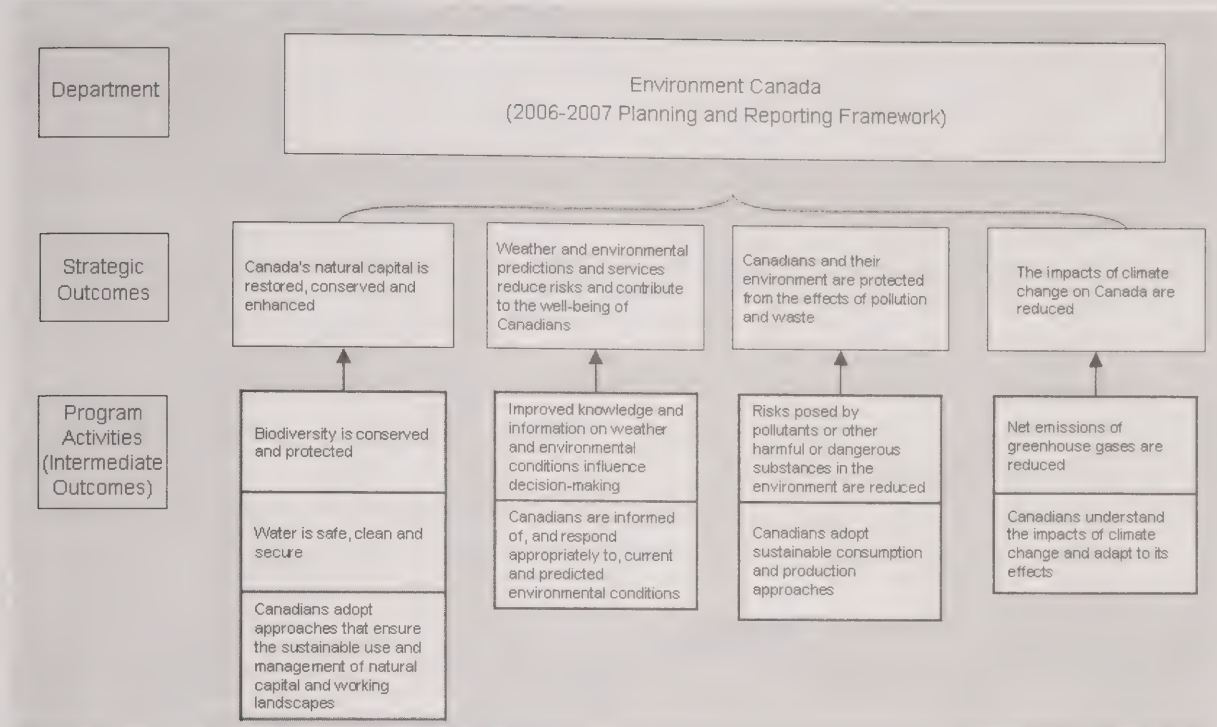 Department
Environment Canada
(2006-2007 Planning and Reporting Framework)
Strategic
Outcomes
Canada's natural capital is
restored, conserved and
enhanced
Weather and environmental
predictions and services
reduce risks and contribute
to the well-being of
Canadians
Canadians and their
environment are protected
from the effects of pollution
and waste
The impacts of climate
change on Canada are
reduced
Program
Activities
(Intermediate
Outcomes)
Biodiversity is conserved
and protected
Water is safe, clean and
secure
Canadians adopt
approaches that ensure
the sustainable use and
management of natural
capital and working
landscapes
Improved knowledge and
information on weather
and environmental
conditions influence
decision-making
Canadians are informed
of, and respond
appropriately to, current
and predicted
environmental conditions
Risks posed by
pollutants or other
harmful or dangerous
substances in the
environment are reduced
Canadians adopt
sustainable consumption
and production
approaches
Net emissions of
greenhouse gases are
reduced
Canadians understand
the impacts of climate
change and adapt to its
effects